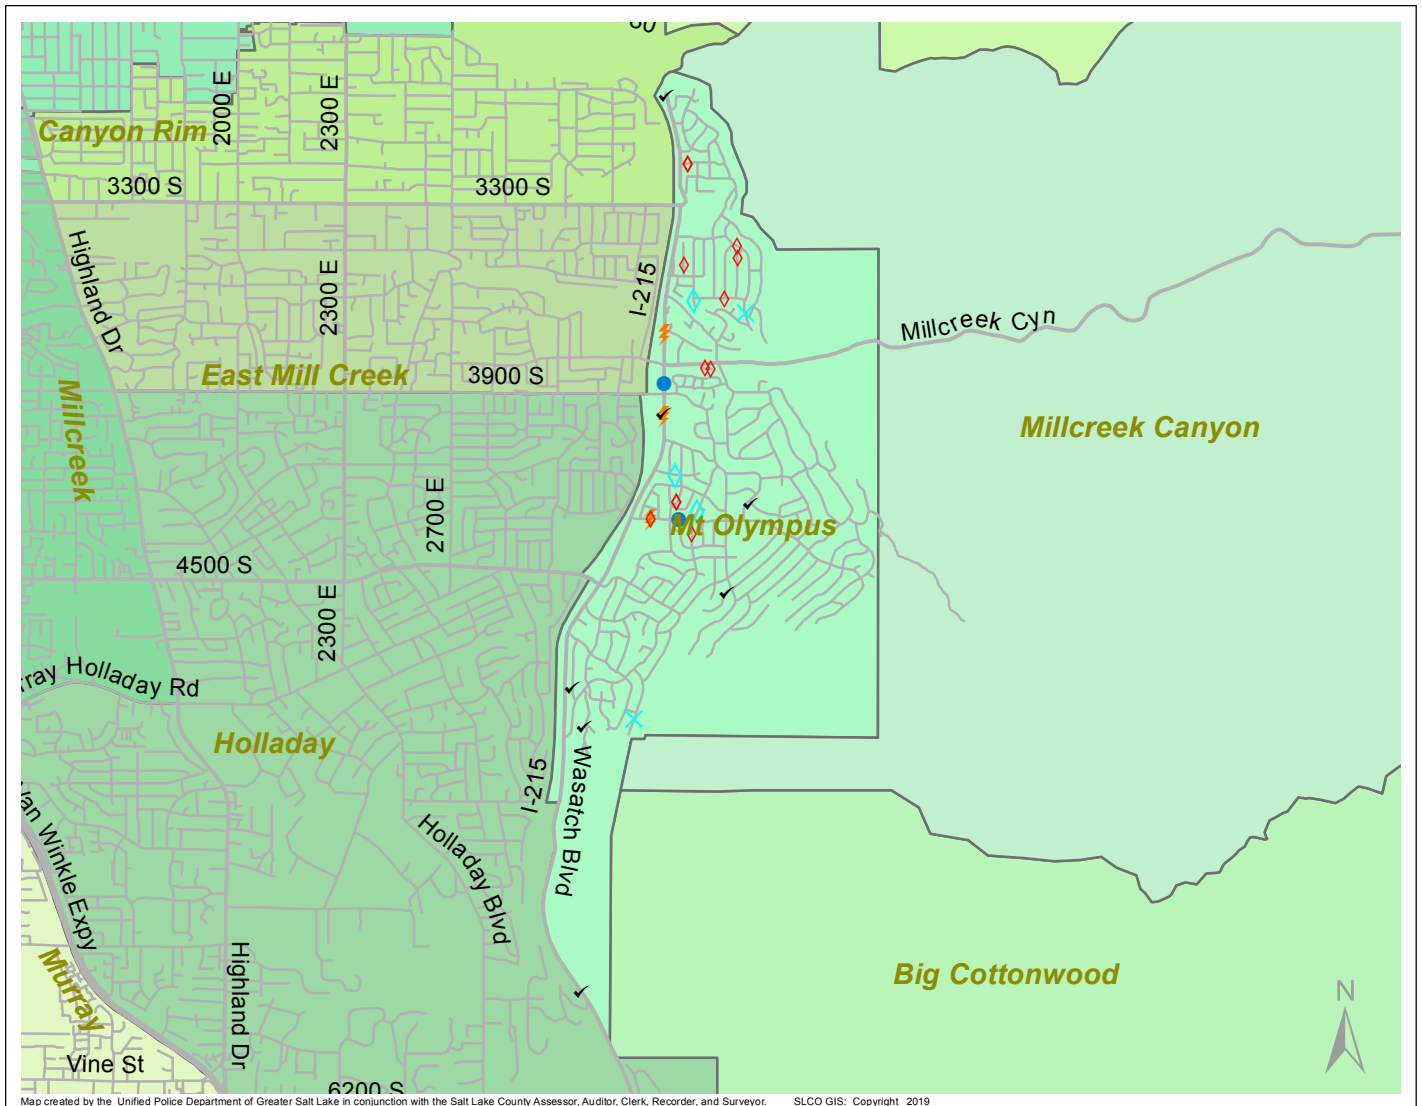 Canyon Rim
2000 E
2300 E
3300 S
3300 S
Highland Dr
2300 E
I-215
Millcreek Cyn
East Mill Creek
3900 S
Millcreek
Millcreek Canyon
2700 E
Mt Olympus
4500 S
2300 E
ray Holladay Rd
Holladay
I-215
Wasatch Blvd
Van Winkle Expy
Holladay Blvd
Murray
Highland Dr
Big Cottonwood
N
Vine St
6200 S
Map created by the Unified Police Department of Greater Salt Lake in conjunction with the Salt Lake County Assessor, Auditor, Clerk, Recorder, and Surveyor. SLCO GIS: Copyright 2019